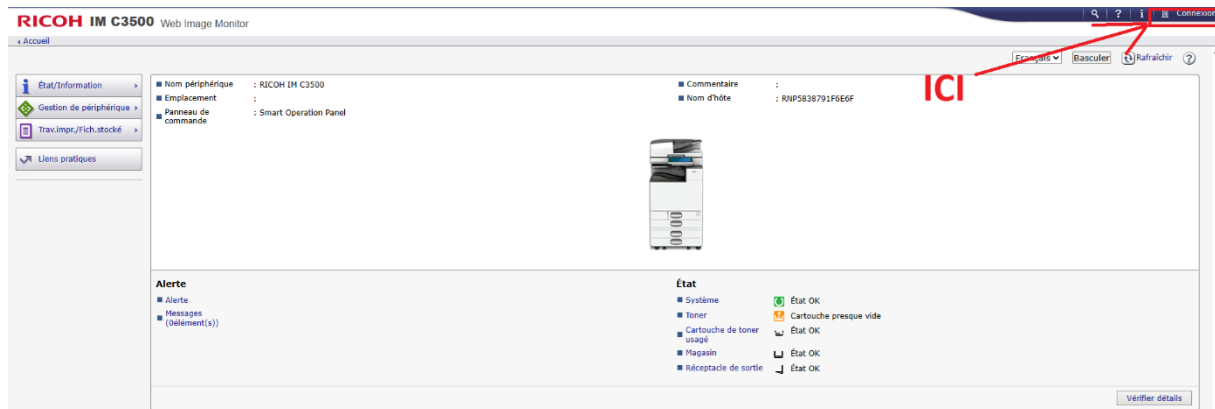 RICOH IM C3500 Web Image Monitor
? i Connexion
Accueil
Français Basculer Rafraîchir ?
ICI
État/Information
Gestion de périphérique
Trav.impr./Fich.stocké
Liens pratiques
Nom périphérique : RICOH IM C3500
Emplacement :
Panneau de commande : Smart Operation Panel
Commentaire :
Nom d'hôte : RNP5838791F6E6F
Alerte
Alerte
Messages
(0élément(s))
État
Système État OK
Toner Cartouche presque vide
Cartouche de toner usagé État OK
Magasin État OK
Réceptacle de sortie État OK
Vérifier détails